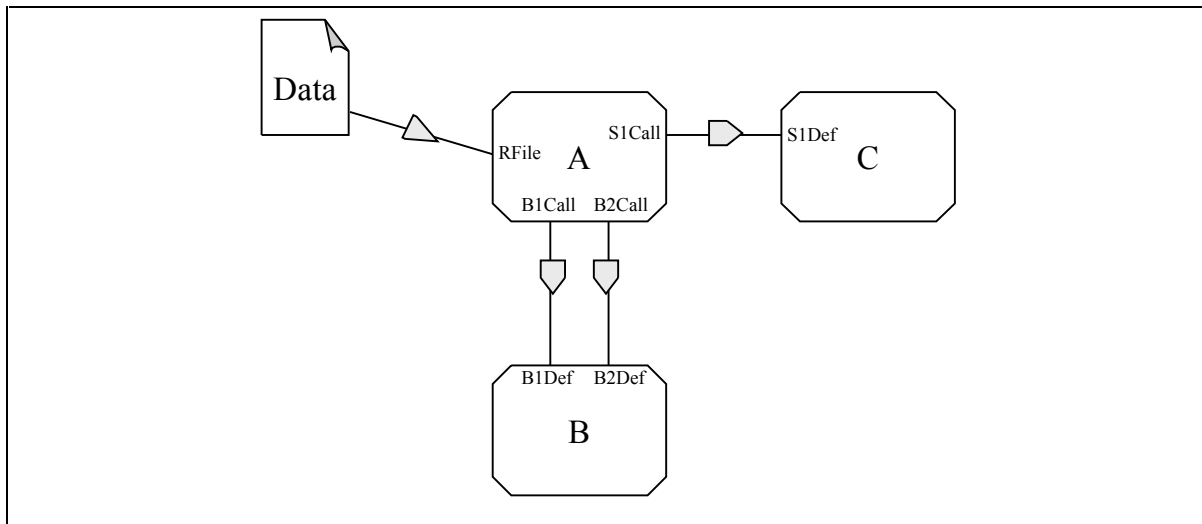 Data
RFile
A
S1Call
B1Call B2Call
S1Def
C
B1Def B2Def
B